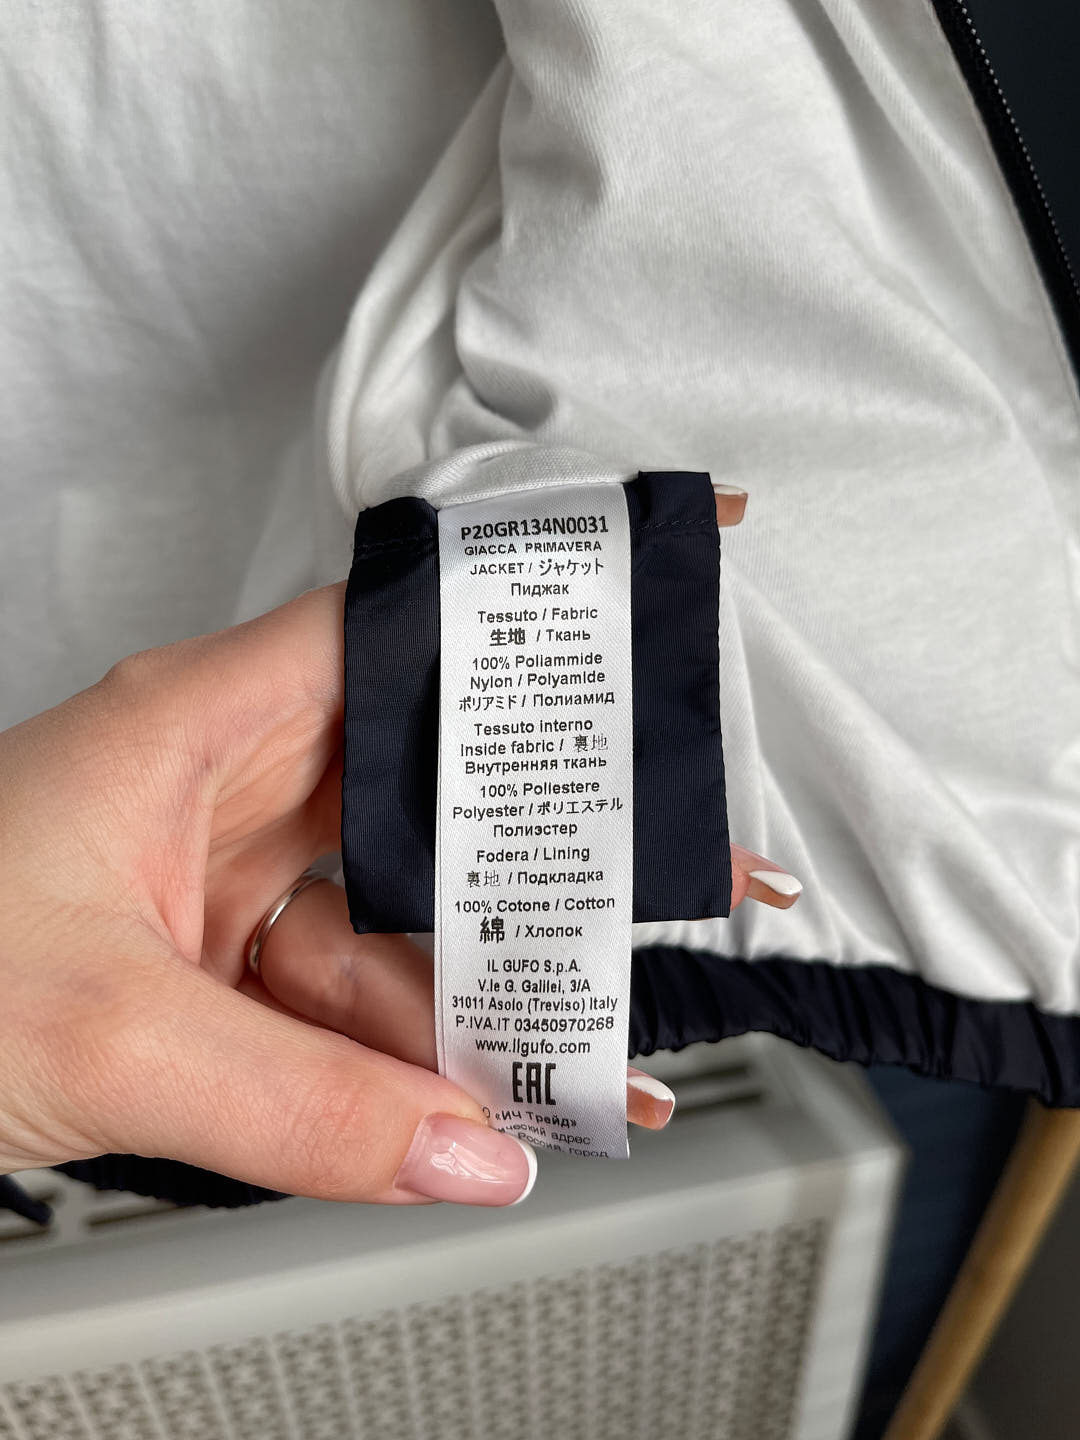 P20GR134N0031
GIACCA PRIMAVERA
JACKET / ジャケット
Пиджак
Tessuto / Fabric
生地 / Ткань
100% Poliammide
Nylon / Polyamide
ポリアミド / Полиамид
Tessuto interno
Inside fabric / 裏地
Внутренняя ткань
100% Poliestere
Polyester / ポリエステル
Полиэстер
Fodera / Lining
裏地 / Подкладка
100% Cotone / Cotton
綿 / Хлопок
IL GUFO S.p.A.
V.le G. Galilei, 3/A
31011 Asolo (Treviso) Italy
P.IVA.IT 03450970268
www.Ilgufo.com
EAC
«ИЧ Трейд»
адрес
Россия, город